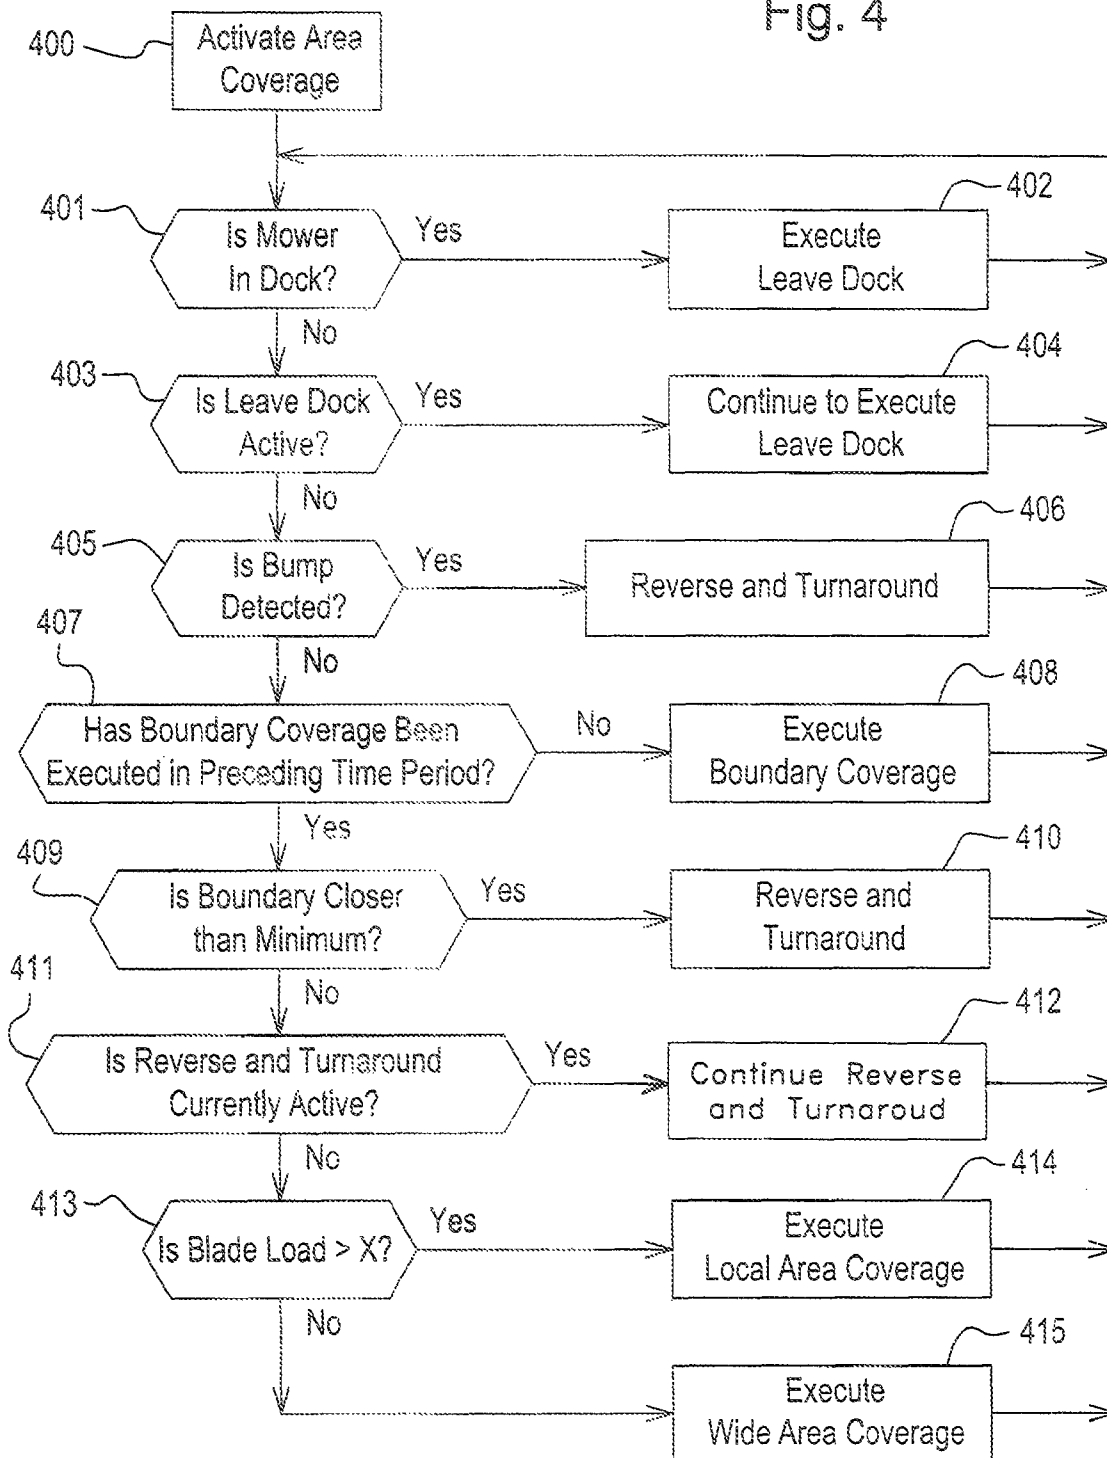 Fig. 4
400
Activate Area
Coverage
401
Is Mower
In Dock?
Yes
402
Execute
Leave Dock
No
403
Is Leave Dock
Active?
Yes
404
Continue to Execute
Leave Dock
No
405
Is Bump
Detected?
Yes
406
Reverse and Turnaround
No
407
Has Boundary Coverage Been
Executed in Preceding Time Period?
No
408
Execute
Boundary Coverage
Yes
409
Is Boundary Closer
than Minimum?
Yes
410
Reverse and
Turnaround
No
411
Is Reverse and Turnaround
Currently Active?
Yes
412
Continue Reverse
and Turnaroud
No
413
Is Blade Load > X?
Yes
414
Execute
Local Area Coverage
No
415
Execute
Wide Area Coverage